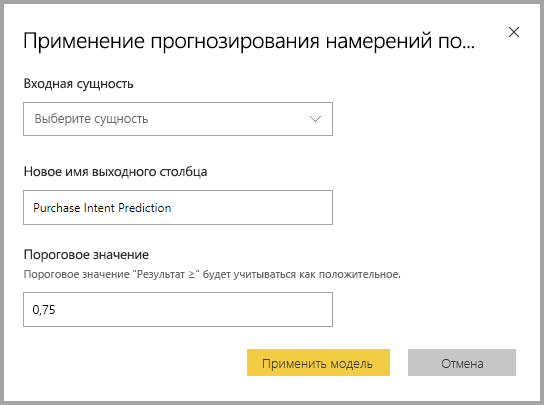 Применение прогнозирования намерений по...
Входная сущность
Выберите сущность
Новое имя выходного столбца
Purchase Intent Prediction
Пороговое значение
Пороговое значение "Результат ≥" будет учитываться как положительное.
0,75
Применить модель
Отмена